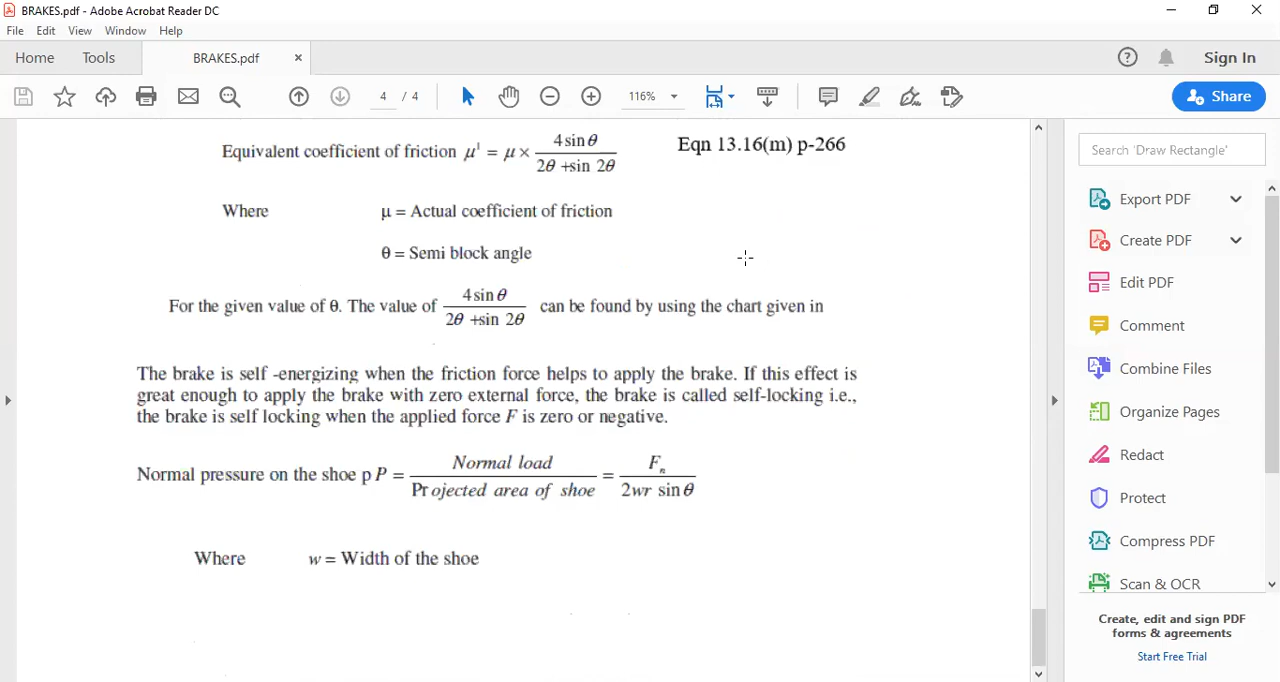 BRAKES.pdf - Adobe Acrobat Reader DC
File Edit View Window Help
Home Tools BRAKES.pdf × Sign In
4 / 4 116% Share
Equivalent coefficient of friction μ¹ = μ × 4 sin θ / 2θ +sin 2θ Eqn 13.16(m) p-266
Where μ = Actual coefficient of friction
θ = Semi block angle
For the given value of θ. The value of 4 sin θ / 2θ +sin 2θ can be found by using the chart given in
The brake is self -energizing when the friction force helps to apply the brake. If this effect is
great enough to apply the brake with zero external force, the brake is called self-locking i.e.,
the brake is self locking when the applied force F is zero or negative.
Normal pressure on the shoe p P = Normal load / Pr ojected area of shoe = Fn / 2wr sin θ
Where w = Width of the shoe
Search 'Draw Rectangle'
Export PDF
Create PDF
Edit PDF
Comment
Combine Files
Organize Pages
Redact
Protect
Compress PDF
Scan & OCR
Create, edit and sign PDF
forms & agreements
Start Free Trial